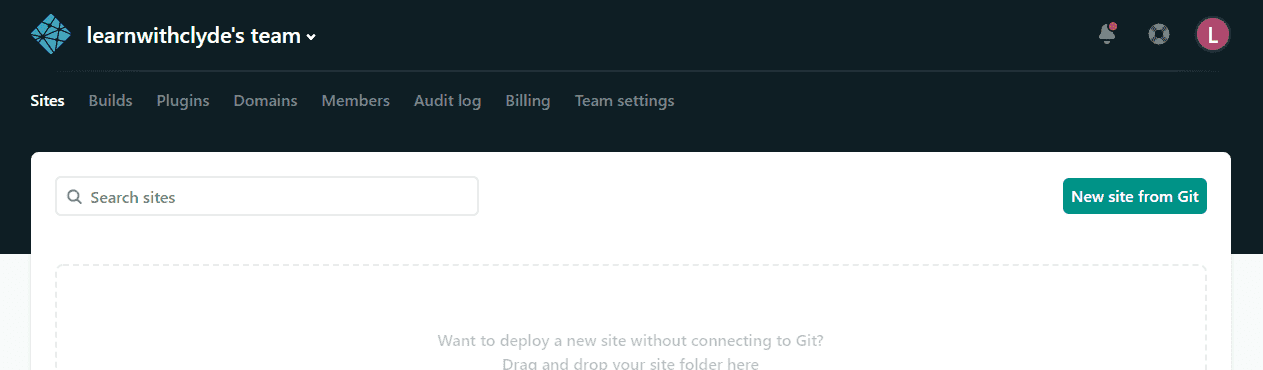 learnwithclyde's team
L
Sites Builds Plugins Domains Members Audit log Billing Team settings
Search sites
New site from Git
Want to deploy a new site without connecting to Git?
Drag and drop your site folder here